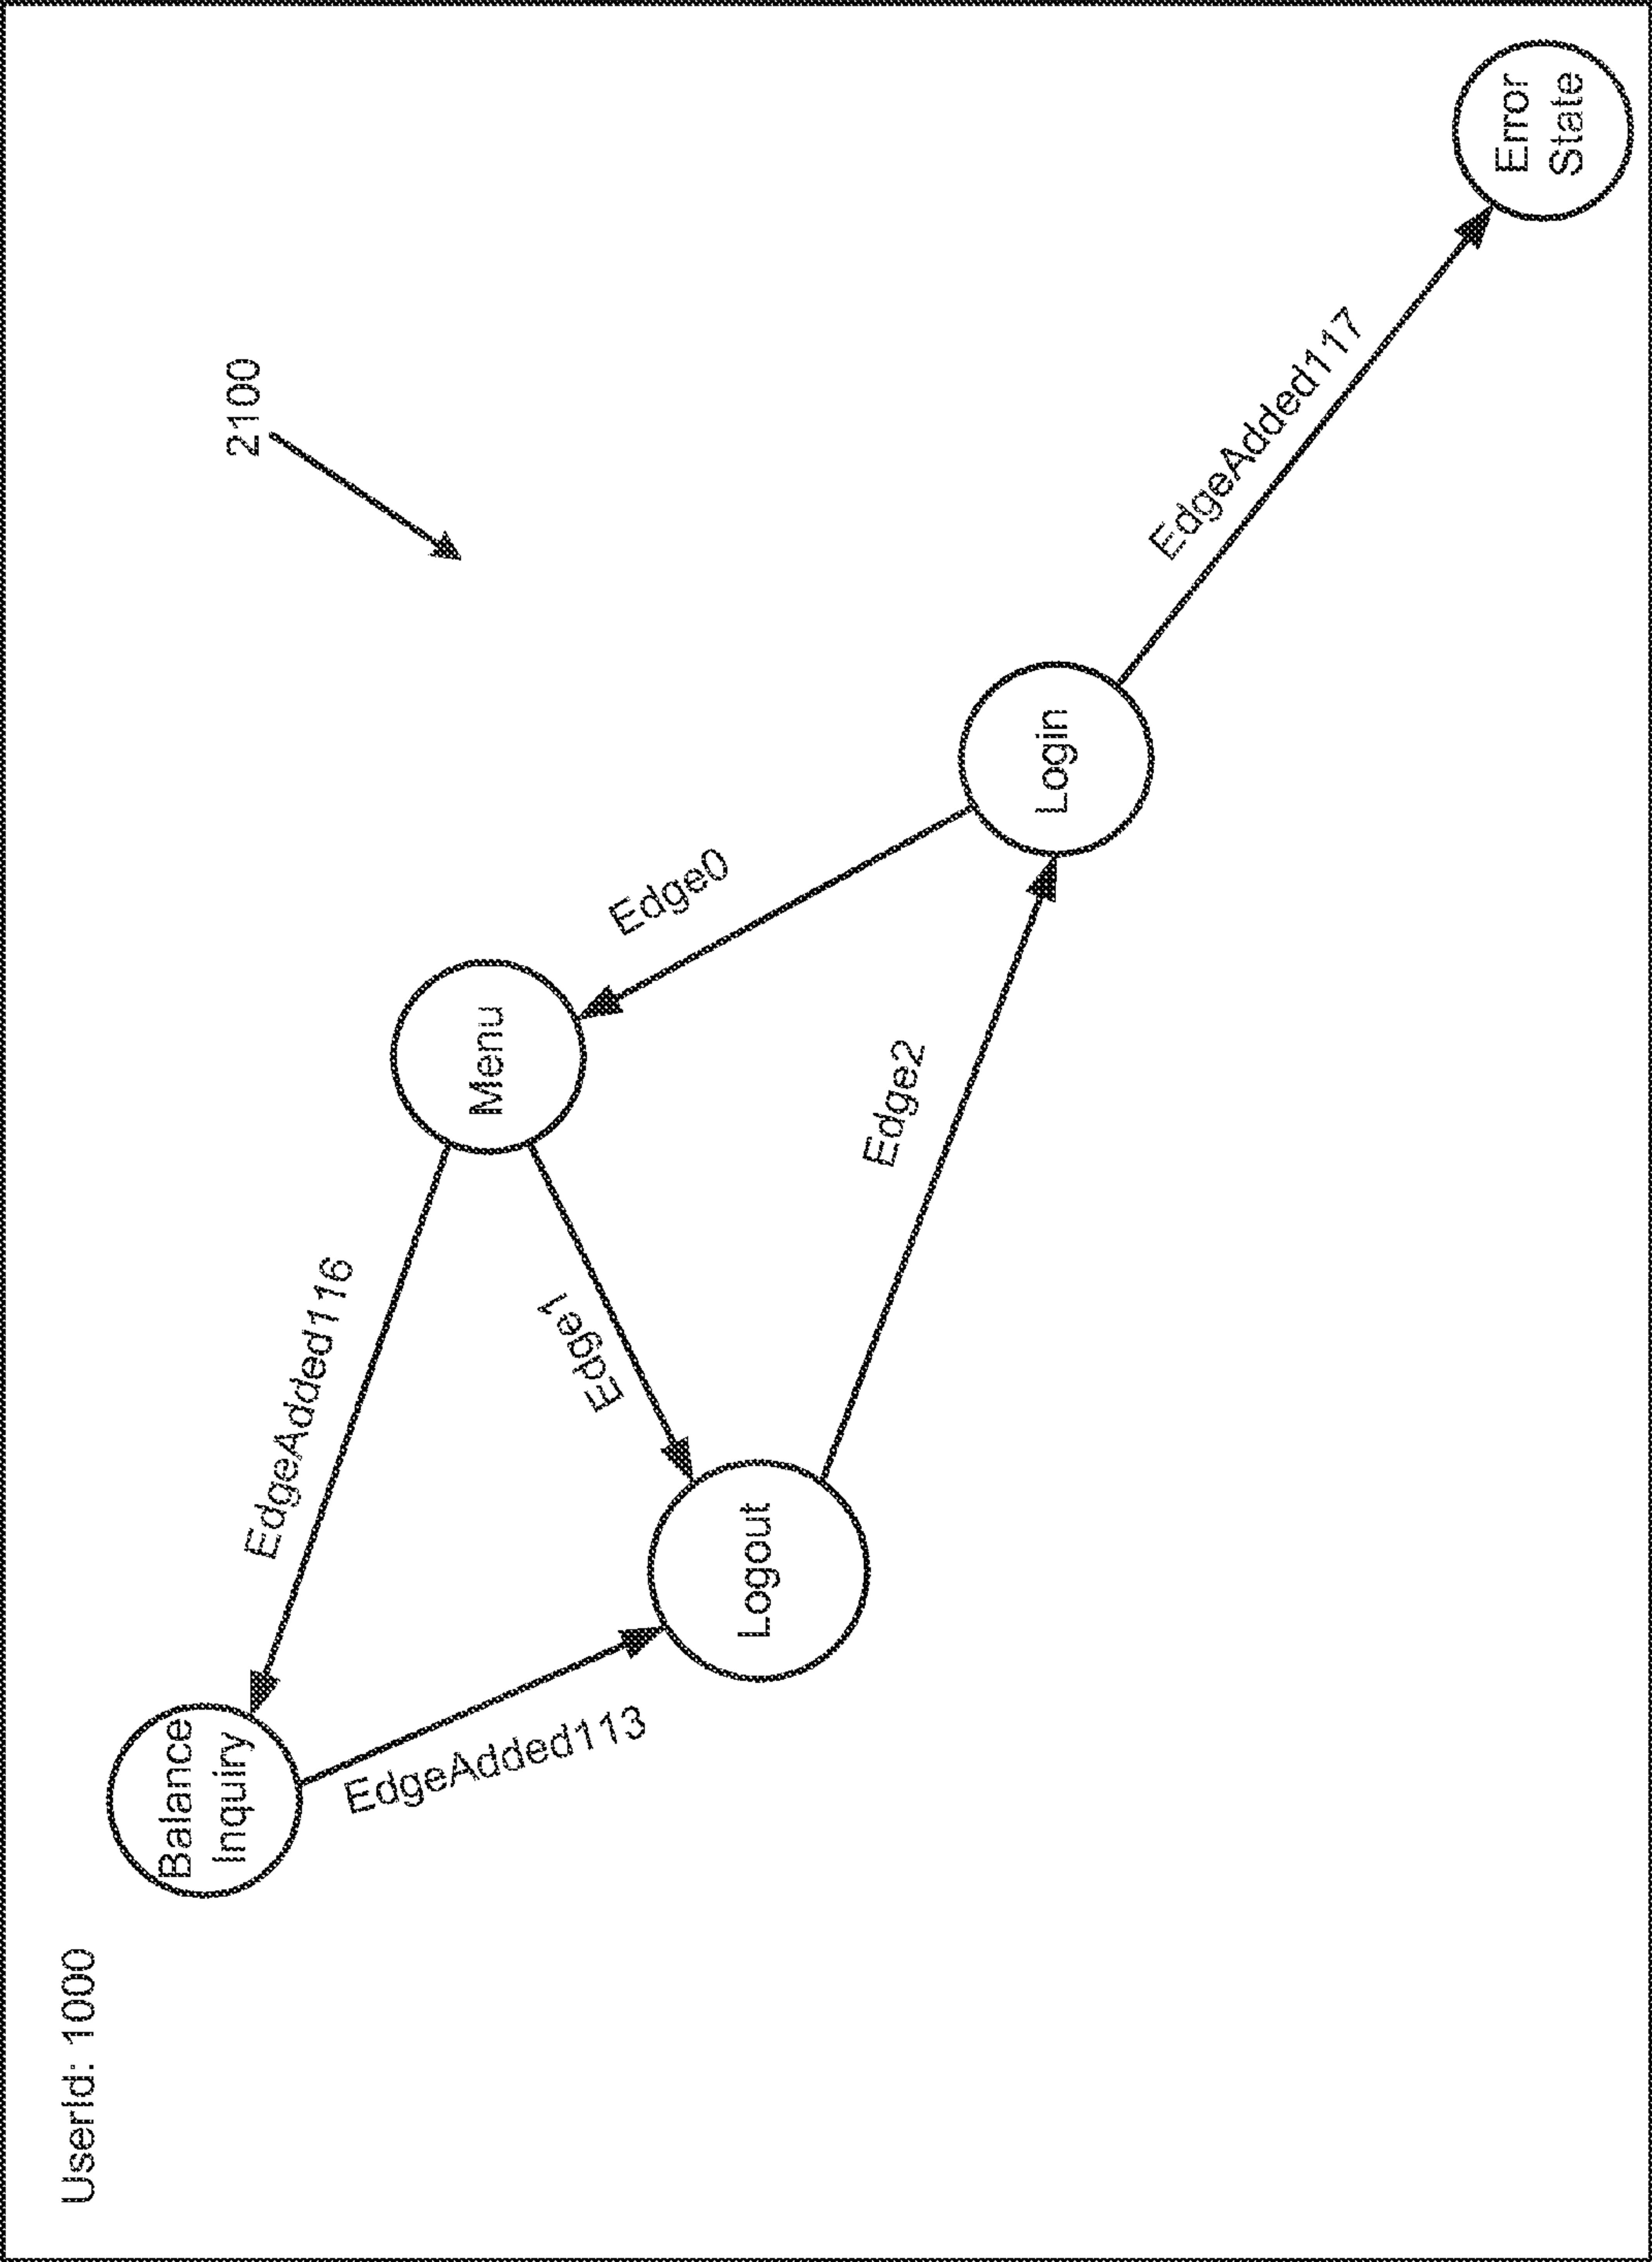 UserId: 1000
2100
Balance
Inquiry
EdgeAdded116
Menu
EdgeAdded113
Edge1
Edge0
Logout
Edge2
Login
EdgeAdded117
Error
State